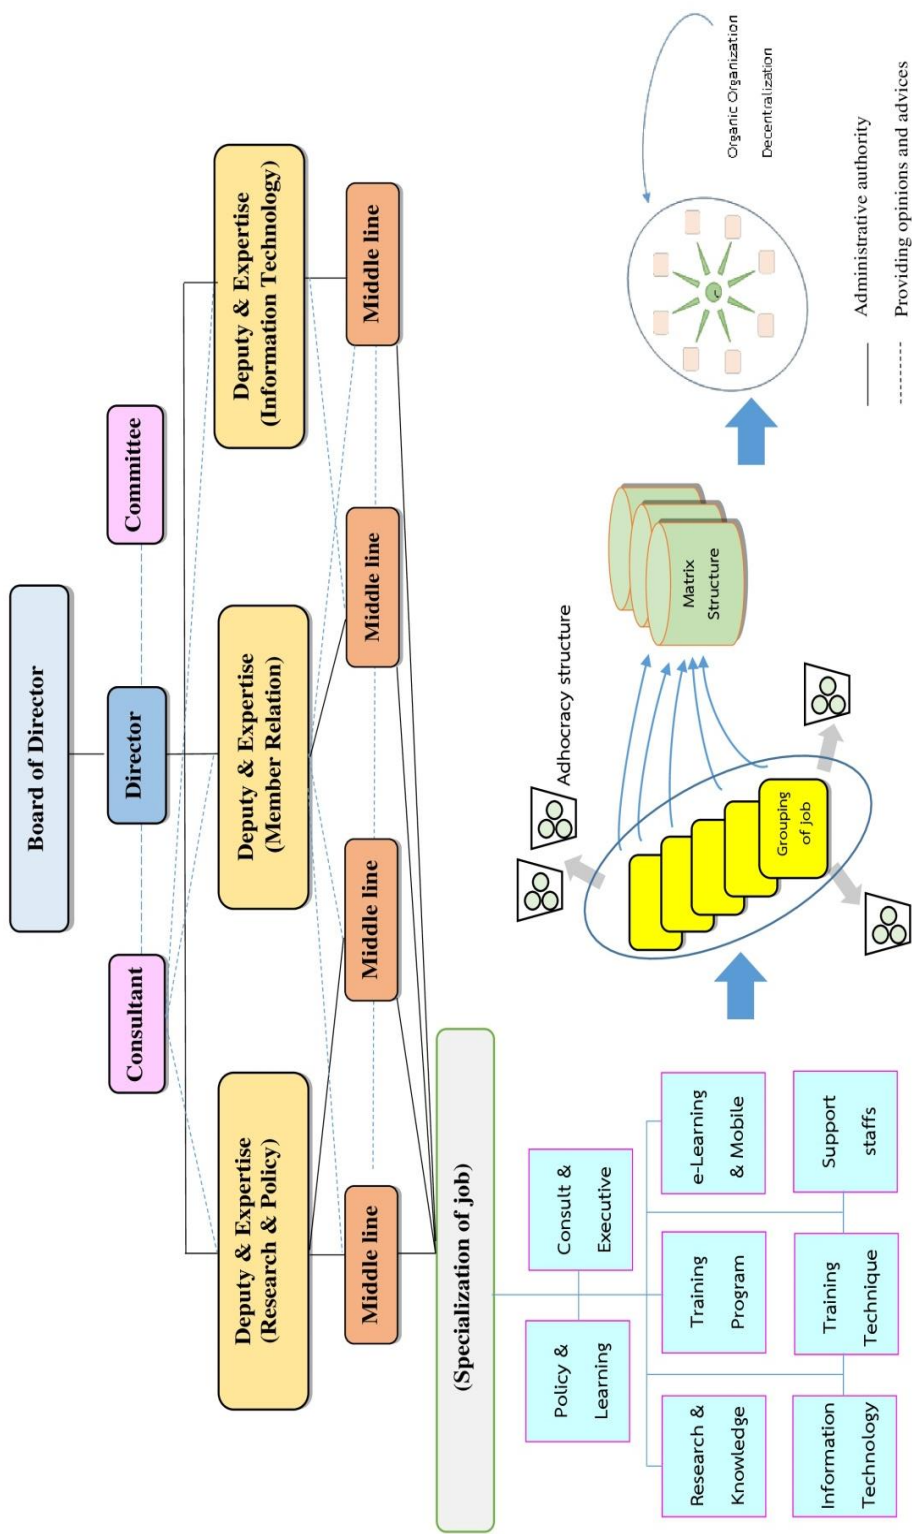 Board of Director
Consultant
Director
Committee
Deputy & Expertise
(Research & Policy)
Deputy & Expertise
(Member Relation)
Deputy & Expertise
(Information Technology)
Middle line
Middle line
Middle line
Middle line
(Specialization of job)
Policy &
Learning
Consult &
Executive
Research &
Knowledge
Training
Program
e-Learning
& Mobile
Information
Technology
Training
Technique
Support
staffs
Adhocracy structure
Grouping
of job
Matrix
Structure
Organic Organization
Decentralization
Administrative authority
Providing opinions and advices